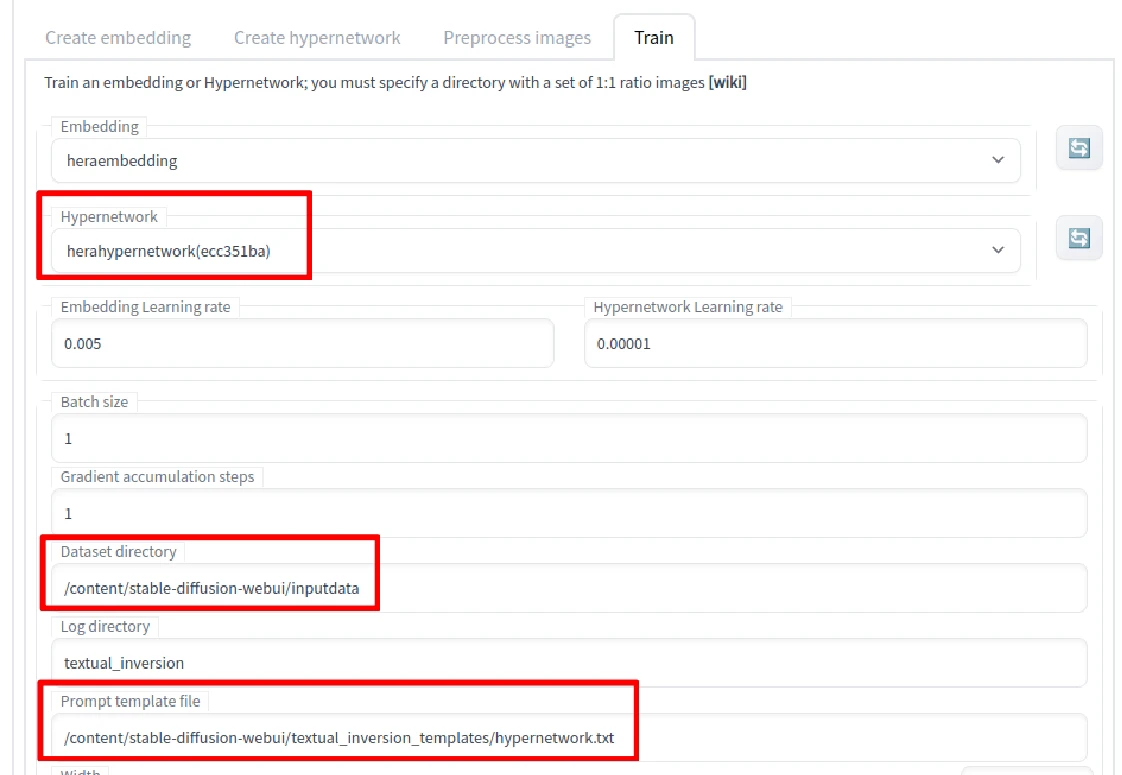 Create embedding Create hypernetwork Preprocess images Train
Train an embedding or Hypernetwork; you must specify a directory with a set of 1:1 ratio images [wiki]
Embedding
heraembedding
Hypernetwork
herahypernetwork(ecc351ba)
Embedding Learning rate Hypernetwork Learning rate
0.005 0.00001
Batch size
1
Gradient accumulation steps
1
Dataset directory
/content/stable-diffusion-webui/inputdata
Log directory
textual_inversion
Prompt template file
/content/stable-diffusion-webui/textual_inversion_templates/hypernetwork.txt
Width